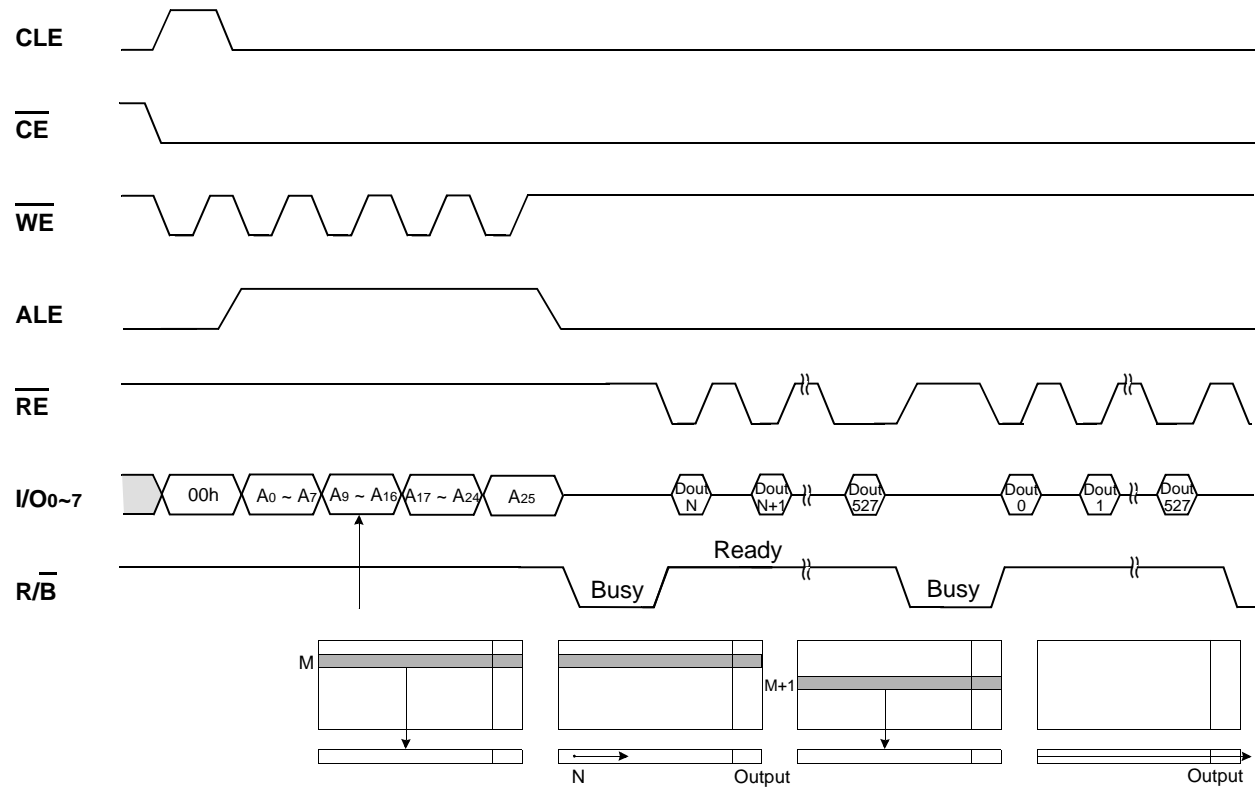 CLE
CE
WE
ALE
RE
I/O0~7
00h
A0 ~ A7
A9 ~ A16
A17 ~ A24
A25
Dout
N
Dout
N+1
Dout
527
Dout
0
Dout
1
Dout
527
R/B
Busy
Ready
Busy
M
M+1
N
Output
Output